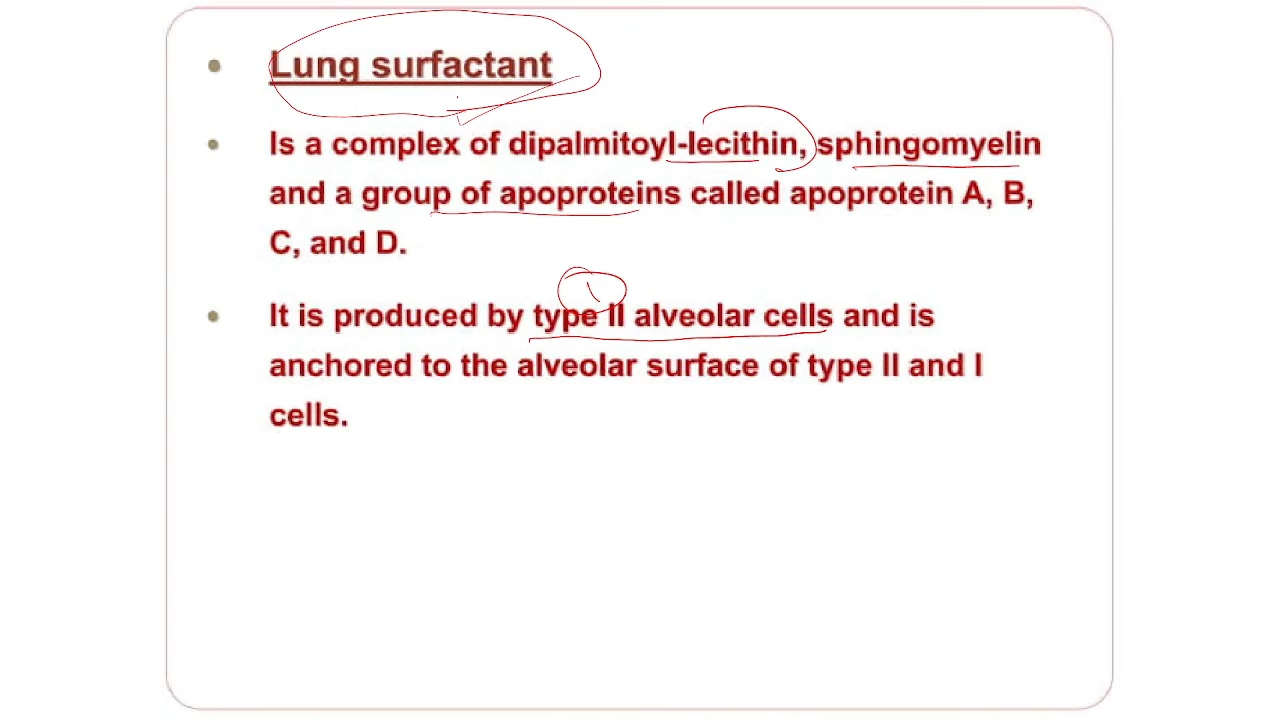 Lung surfactant
Is a complex of dipalmitoyl-lecithin, sphingomyelin
and a group of apoproteins called apoprotein A, B,
C, and D.
It is produced by type II alveolar cells and is
anchored to the alveolar surface of type II and I
cells.